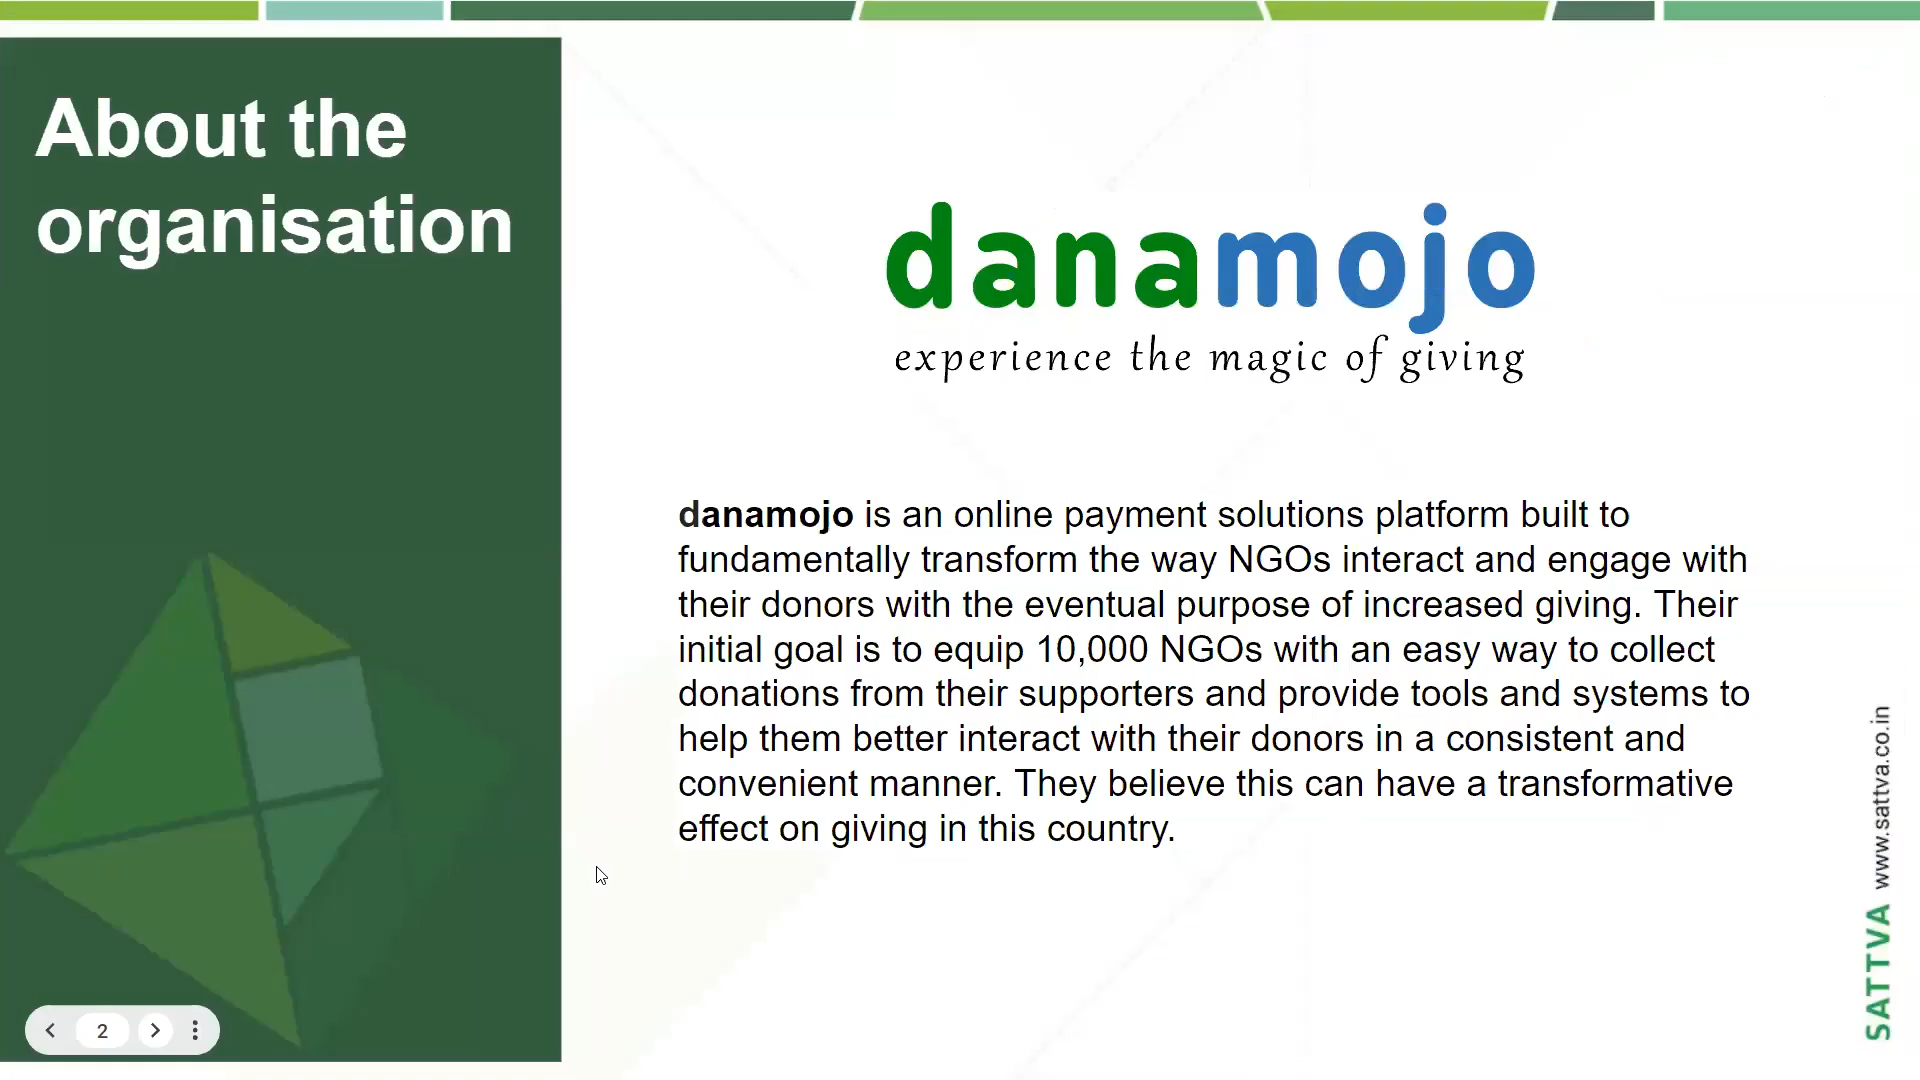 About the
organisation
danamojo
experience the magic of giving
danamojo is an online payment solutions platform built to
fundamentally transform the way NGOs interact and engage with
their donors with the eventual purpose of increased giving. Their
initial goal is to equip 10,000 NGOs with an easy way to collect
donations from their supporters and provide tools and systems to
help them better interact with their donors in a consistent and
convenient manner. They believe this can have a transformative
effect on giving in this country.
SATTVA www.sattva.co.in
2